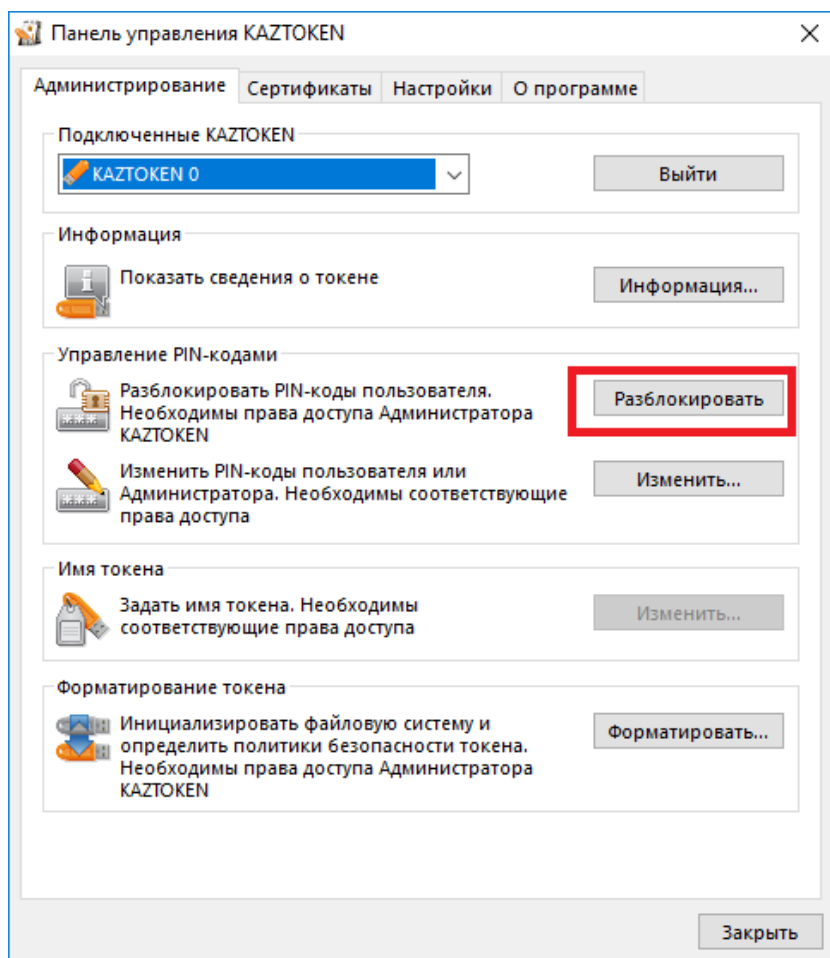 Панель управления KAZTOKEN
Администрирование Сертификаты Настройки О программе
Подключенные KAZTOKEN
KAZTOKEN 0
Выйти
Информация
Показать сведения о токене
Информация...
Управление PIN-кодами
Разблокировать PIN-коды пользователя.
Необходимы права доступа Администратора
KAZTOKEN
Разблокировать
Изменить PIN-коды пользователя или
Администратора. Необходимы соответствующие
права доступа
Изменить...
Имя токена
Задать имя токена. Необходимы
соответствующие права доступа
Изменить...
Форматирование токена
Инициализировать файловую систему и
определить политики безопасности токена.
Необходимы права доступа Администратора
KAZTOKEN
Форматировать...
Закрыть